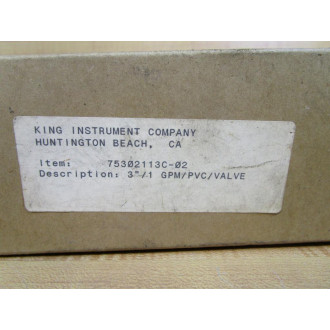 KING INSTRUMENT COMPANY
HUNTINGTON BEACH, CA
Item: 75302113C-02
Description: 3"/1 GPM/PVC/VALVE